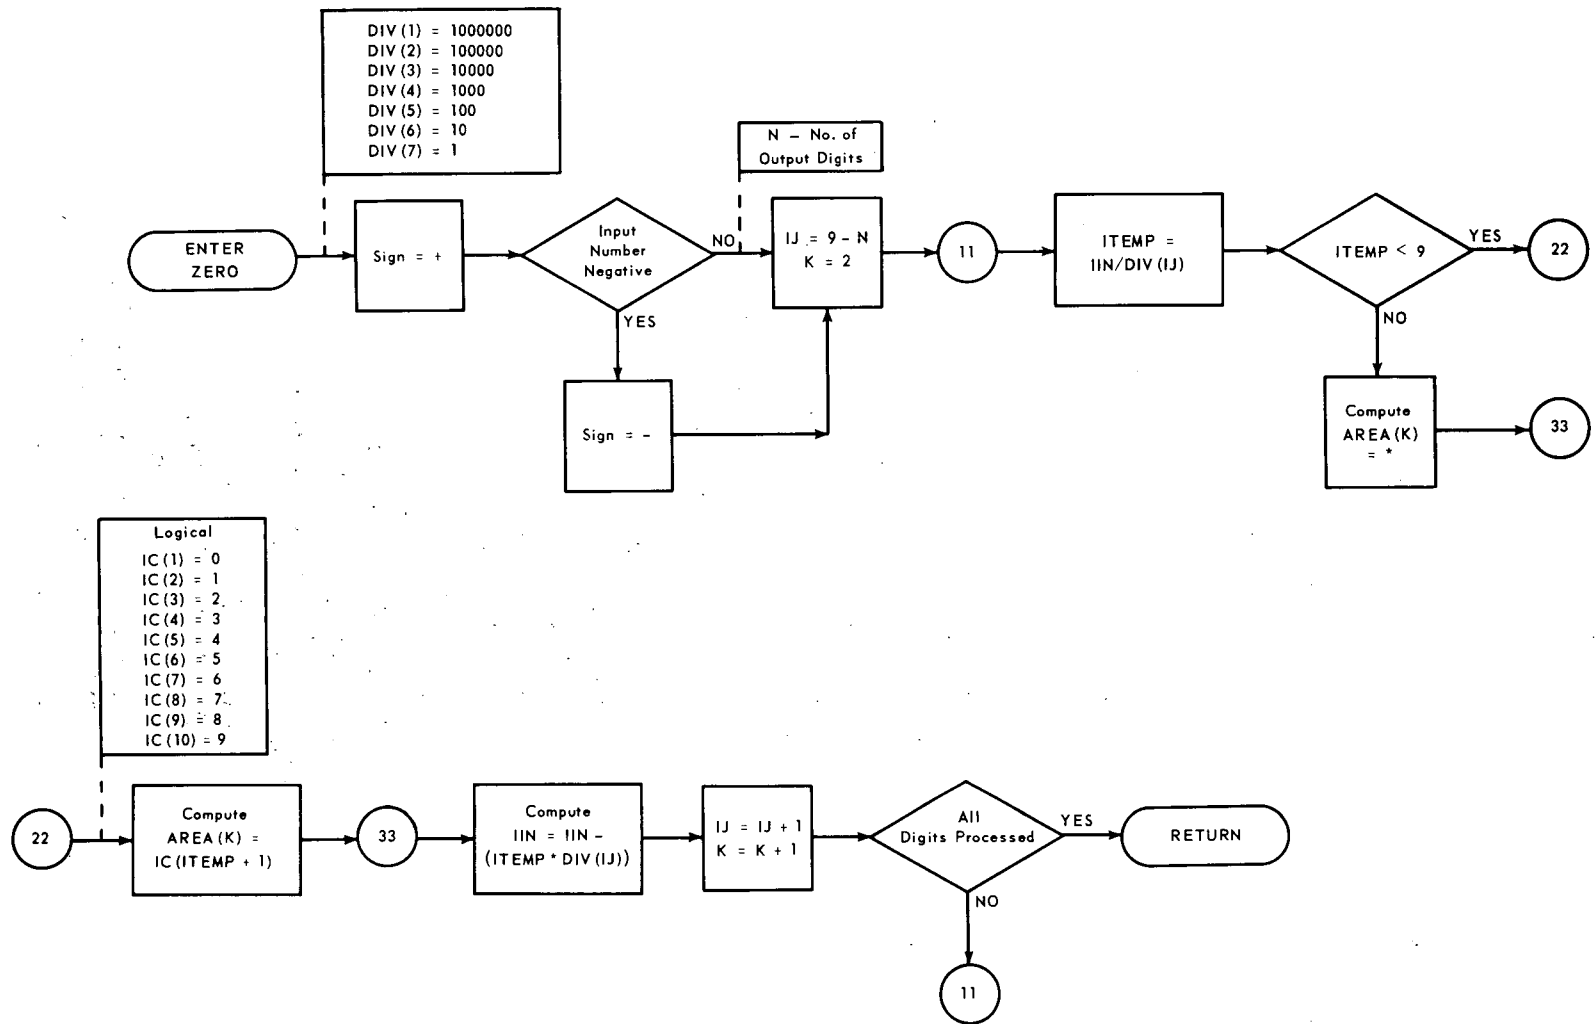 DIV(1) = 1000000
DIV(2) = 100000
DIV(3) = 10000
DIV(4) = 1000
DIV(5) = 100
DIV(6) = 10
DIV(7) = 1
N – No. of
Output Digits
ENTER
ZERO
Sign = +
Input
Number
Negative
NO
YES
Sign = -
IJ = 9 – N
K = 2
11
ITEMP =
IIN/DIV(IJ)
ITEMP < 9
YES
22
NO
Compute
AREA(K)
= *
33
Logical
IC(1) = 0
IC(2) = 1
IC(3) = 2
IC(4) = 3
IC(5) = 4
IC(6) = 5
IC(7) = 6
IC(8) = 7
IC(9) = 8
IC(10) = 9
22
Compute
AREA(K) =
IC(ITEMP + 1)
33
Compute
IIN = IIN –
(ITEMP * DIV(IJ))
IJ = IJ + 1
K = K + 1
All
Digits Processed
YES
RETURN
NO
11